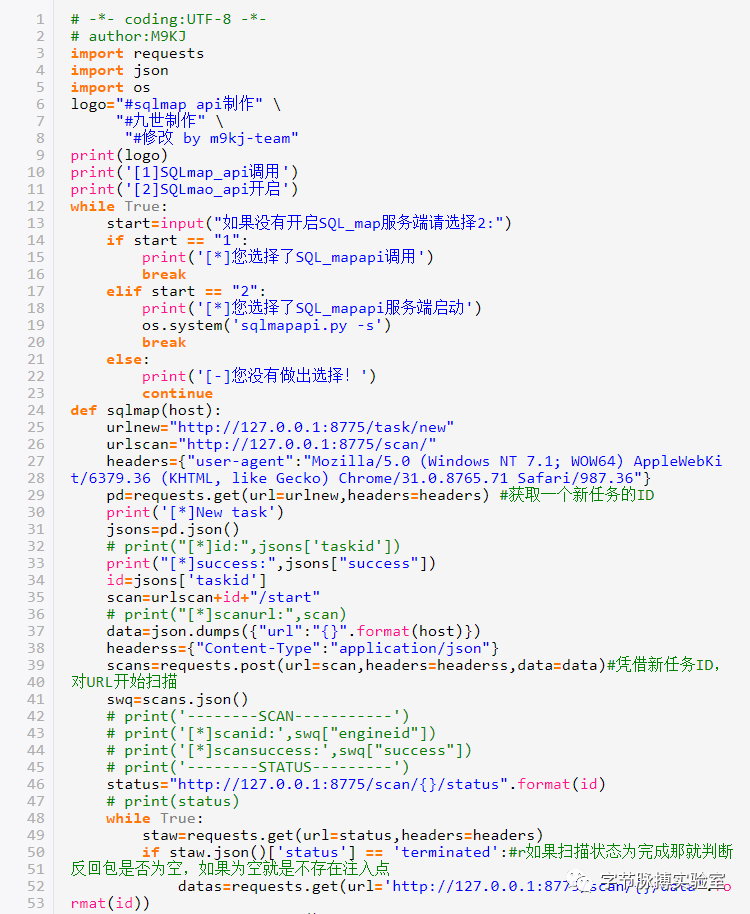 1 # -*- coding:UTF-8 -*-
2 # author:M9KJ
3 import requests
4 import json
5 import os
6 logo="#sqlmap api制作" \
7      "#九世制作" \
8       "#修改 by m9kj-team"
9 print(logo)
10 print('[1]SQLmap_api调用')
11 print('[2]SQLmao_api开启')
12 while True:
13     start=input("如果没有开启SQL_map服务端请选择2:")
14     if start == "1":
15         print('[*]您选择了SQL_mapapi调用')
16         break
17     elif start == "2":
18         print('[*]您选择了SQL_mapapi服务端启动')
19         os.system('sqlmapapi.py -s')
20         break
21     else:
22         print('[-]您没有做出选择! ')
23         continue
24 def sqlmap(host):
25     urlnew="http://127.0.0.1:8775/task/new"
26     urlscan="http://127.0.0.1:8775/scan/"
27     headers={"user-agent":"Mozilla/5.0 (Windows NT 7.1; WOW64) AppleWebKi
28 t/6379.36 (KHTML, like Gecko) Chrome/31.0.8765.71 Safari/987.36"}
29     pd=requests.get(url=urlnew,headers=headers) #获取一个新任务的ID
30     print('[*]New task')
31     jsons=pd.json()
32     # print("[*]id:",jsons['taskid'])
33     print("[*]success:",jsons["success"])
34     id=jsons['taskid']
35     scan=urlscan+id+"/start"
36     # print("[*]scanurl:",scan)
37     data=json.dumps({"url":"{}".format(host)})
38     headerss={"Content-Type":"application/json"}
39     scans=requests.post(url=scan,headers=headerss,data=data)#凭借新任务ID,
40 对URL开始扫描
41     swq=scans.json()
42     # print('--------SCAN-----------')
43     # print('[*]scanid:',swq["engineid"])
44     # print('[*]scansuccess:',swq["success"])
45     # print('--------STATUS---------')
46     status="http://127.0.0.1:8775/scan/{}/status".format(id)
47     # print(status)
48     while True:
49         staw=requests.get(url=status,headers=headers)
50         if staw.json()['status'] == 'terminated':#r如果扫描状态为完成那就判断
51 反回包是否为空，如果为空就是不存在注入点
52             datas=requests.get(url='http://127.0.0.1:877
rmat(id))
字节脉搏实验室